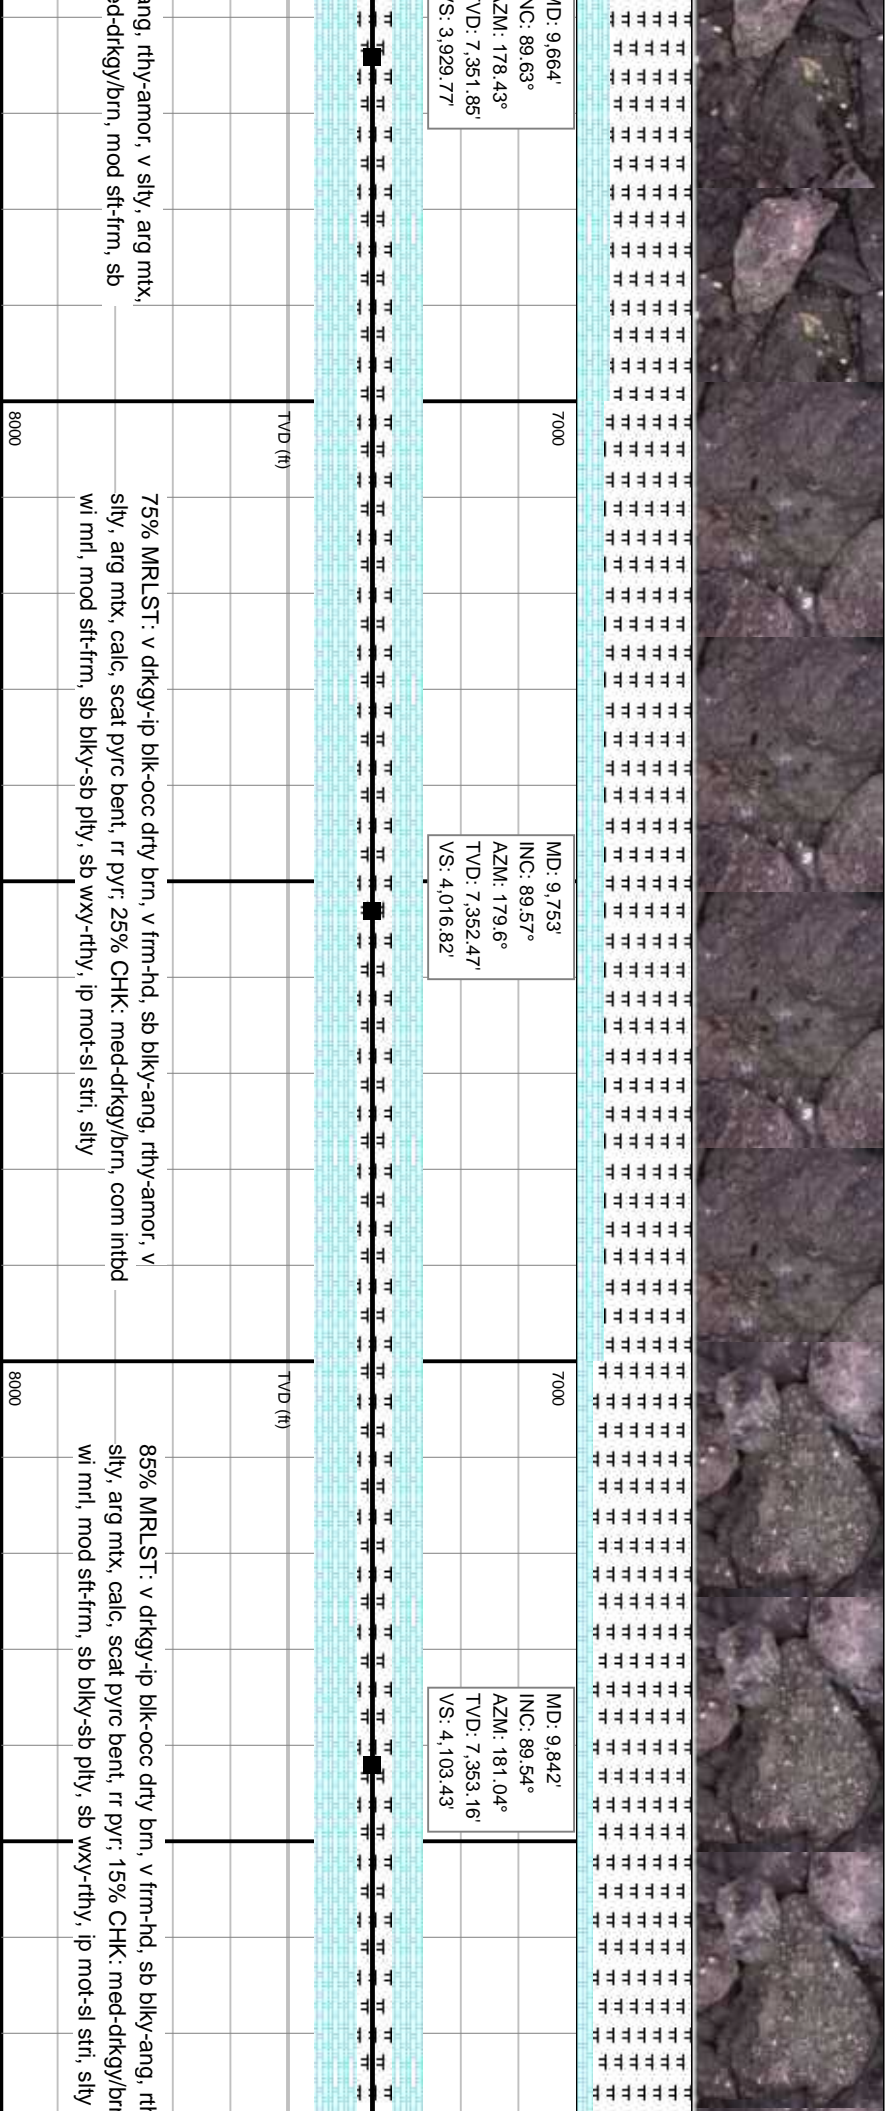 MD: 9,664'
INC: 89.63°
AZM: 178.43°
TVD: 7,351.85'
VS: 3,929.77'
ang, rthy-amor, v slty, arg mtx,
ed-drkgy/brn, mod sft-frm, sb
7000
TVD (ft)
8000
75% MRLST: v drkgy-ip blk-occ drty brn, v frm-hd, sb blky-ang, rthy-amor, v
slty, arg mtx, calc, scat pyrc bent, rr pyr; 25% CHK: med-drkgy/brn, com intbd
wi mrl, mod sft-frm, sb blky-sb plty, sb wxy-rthy, ip mot-sl stri, slty
MD: 9,753'
INC: 89.57°
AZM: 179.6°
TVD: 7,352.47'
VS: 4,016.82'
7000
TVD (ft)
8000
85% MRLST: v drkgy-ip blk-occ drty brn, v frm-hd, sb blky-ang, rt
slty, arg mtx, calc, scat pyrc bent, rr pyr; 15% CHK: med-drkgy/br
wi mrl, mod sft-frm, sb blky-sb plty, sb wxy-rthy, ip mot-sl stri, slty
MD: 9,842'
INC: 89.54°
AZM: 181.04°
TVD: 7,353.16'
VS: 4,103.43'